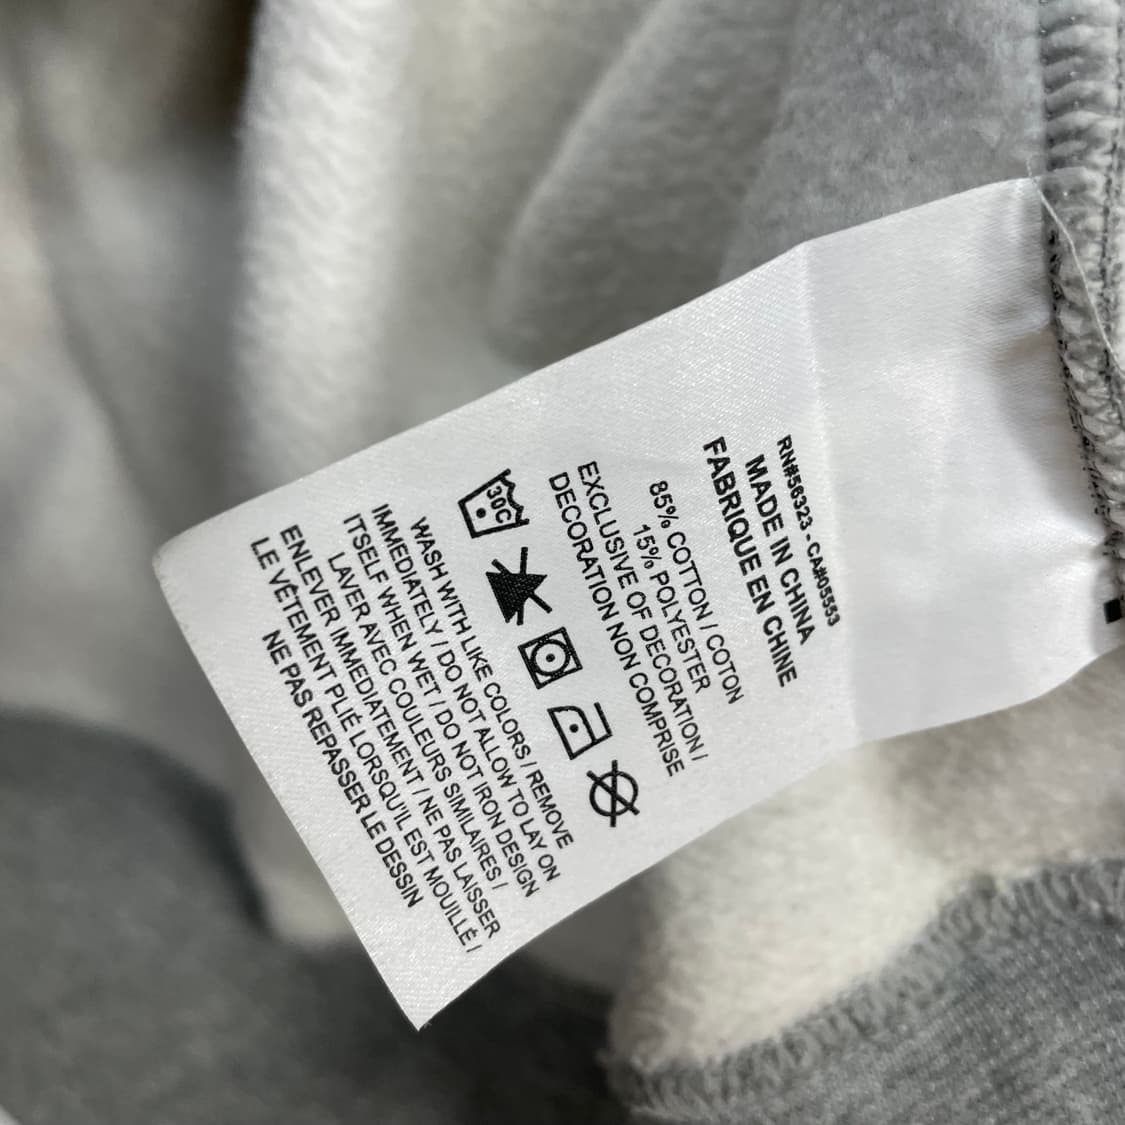 RN#56323 - CA#05553
MADE IN CHINA
FABRIQUE EN CHINE
85% COTTON / COTON
15% POLYESTER
EXCLUSIVE OF DECORATION /
DECORATION NON COMPRISE
30C
WASH WITH LIKE COLORS / REMOVE
IMMEDIATELY / DO NOT ALLOW TO LAY ON
ITSELF WHEN WET / DO NOT IRON DESIGN
LAVER AVEC COULEURS SIMILAIRES /
ENLEVER IMMEDIATEMENT / NE PAS LAISSER
LE VÊTEMENT PLIÉ LORSQU'IL EST MOUILLÉ /
NE PAS REPASSER LE DESSIN